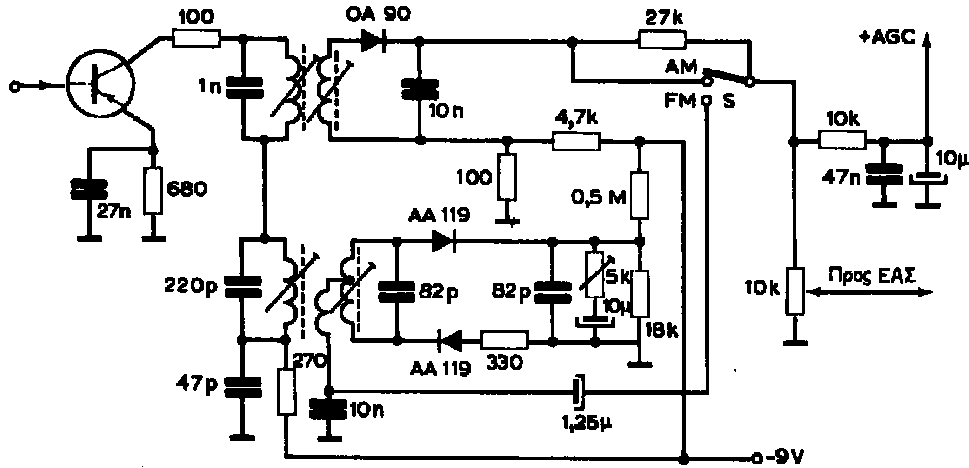 100
OA 90
27k
+AGC
1n
10n
AM
FM S
4,7k
10k
10µ
47n
100
680
27n
0,5 M
AA 119
220p
82p
82p
5k
10µ
10k
Προς ΕΑΣ
18k
270
AA 119
330
47p
10n
1,25µ
-9V